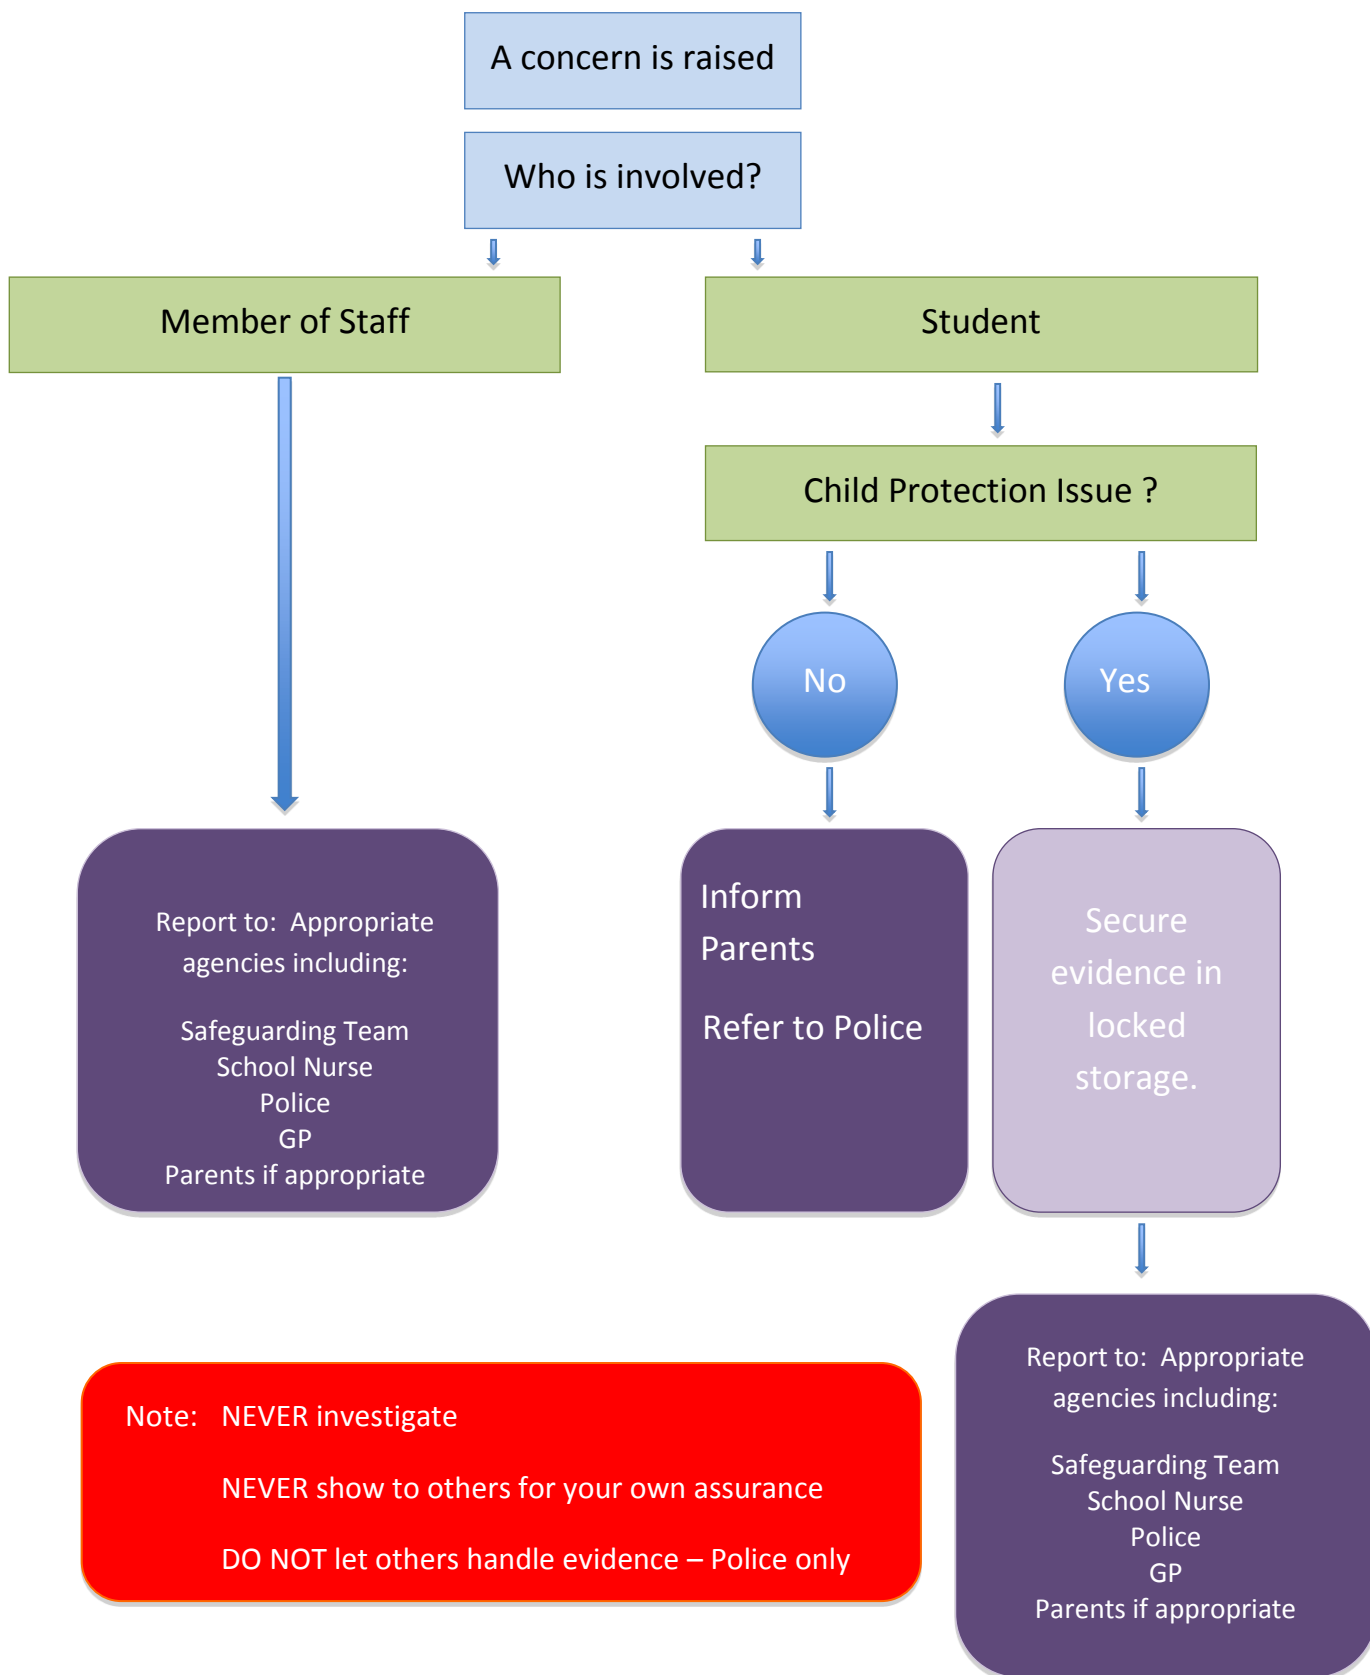 A concern is raised
Who is involved?
Member of Staff
Student
Child Protection Issue ?
No
Yes
Report to:  Appropriate
agencies including:
Safeguarding Team
School Nurse
Police
GP
Parents if appropriate
Inform
Parents
Refer to Police
Secure
evidence in
locked
storage.
Report to:  Appropriate
agencies including:
Safeguarding Team
School Nurse
Police
GP
Parents if appropriate
Note:   NEVER investigate
NEVER show to others for your own assurance
DO NOT let others handle evidence – Police only